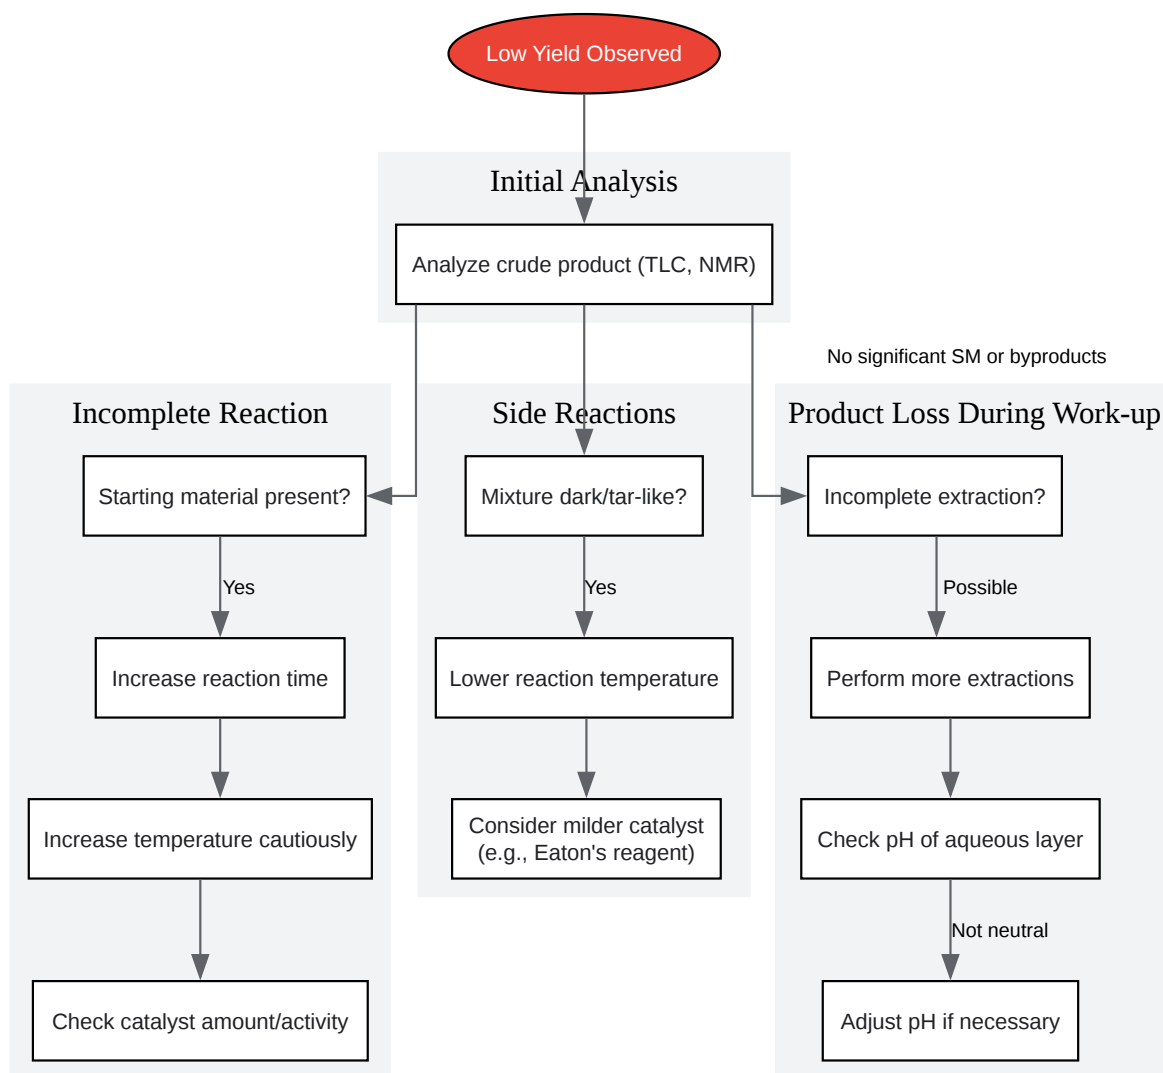 Low Yield Observed
Initial Analysis
Analyze crude product (TLC, NMR)
No significant SM or byproducts
Incomplete Reaction
Starting material present?
Yes
Increase reaction time
Increase temperature cautiously
Check catalyst amount/activity
Side Reactions
Mixture dark/tar-like?
Yes
Lower reaction temperature
Consider milder catalyst
(e.g., Eaton's reagent)
Product Loss During Work-up
Incomplete extraction?
Possible
Perform more extractions
Check pH of aqueous layer
Not neutral
Adjust pH if necessary